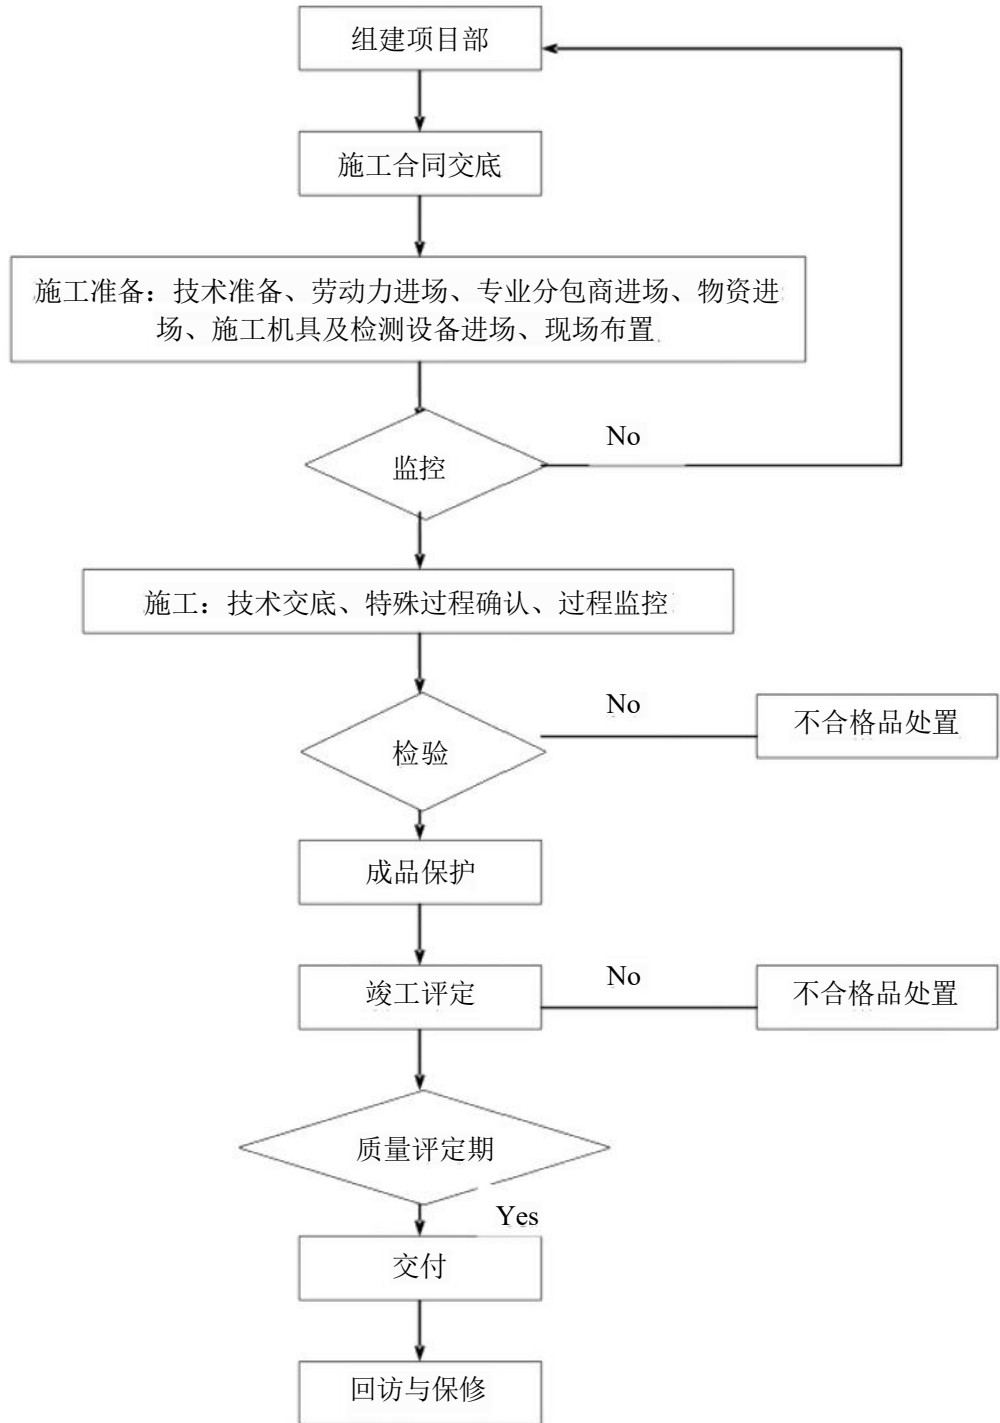 组建项目部
施工合同交底
施工准备：技术准备、劳动力进场、专业分包商进场、物资进
场、施工机具及检测设备进场、现场布置
No
监控
施工：技术交底、特殊过程确认、过程监控
No
不合格品处置
检验
成品保护
No
竣工评定
不合格品处置
质量评定期
Yes
交付
回访与保修